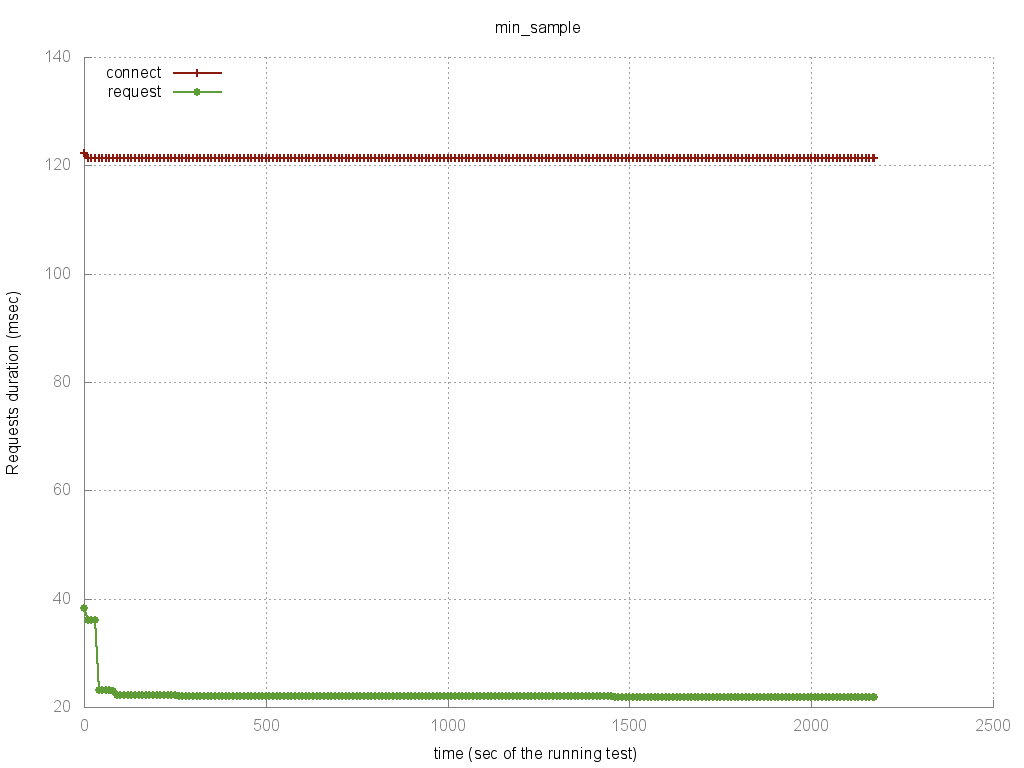 min_sample
140
120
100
80
60
40
20
connect
request
Requests duration (msec)
0 500 1000 1500 2000 2500
time (sec of the running test)